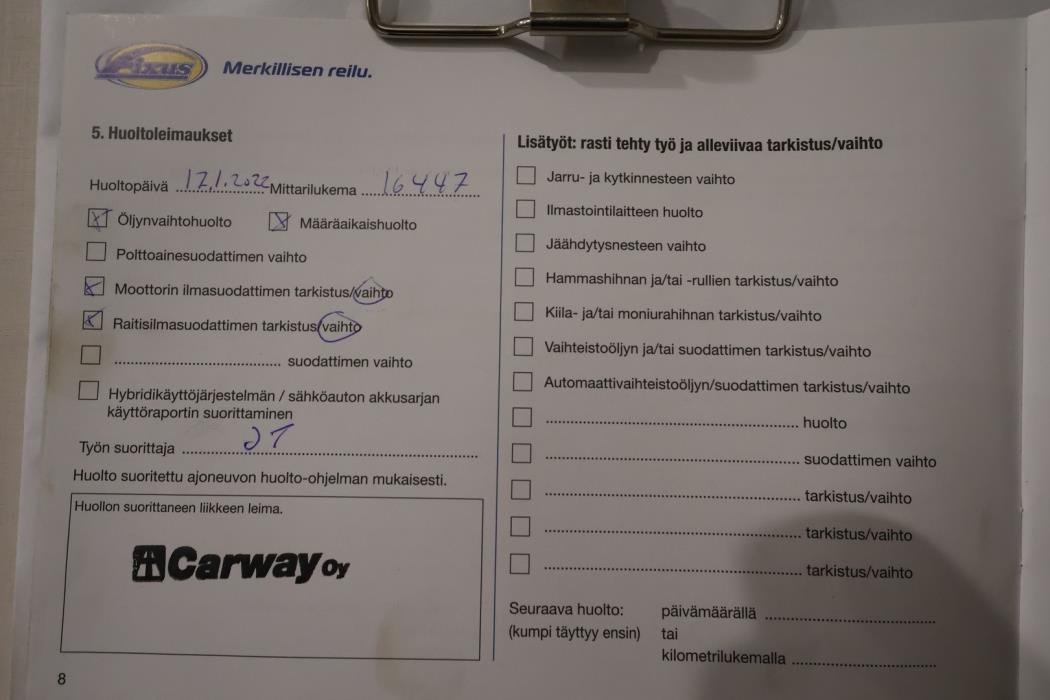 Fixus Merkillisen reilu.
5. Huoltoleimaukset
Huoltopäivä 17.1.2022 Mittarilukema 16447
Öljynvaihtohuolto Määräaikaishuolto
Polttoainesuodattimen vaihto
Moottorin ilmasuodattimen tarkistus/vaihto
Raitisilmasuodattimen tarkistus/vaihto
suodattimen vaihto
Hybridikäyttöjärjestelmän / sähköauton akkusarjan
käyttöraportin suorittaminen
Työn suorittaja
Huolto suoritettu ajoneuvon huolto-ohjelman mukaisesti.
Huollon suorittaneen liikkeen leima.
Carway Oy
8
Lisätyöt: rasti tehty työ ja alleviivaa tarkistus/vaihto
Jarru- ja kytkinnesteen vaihto
Ilmastointilaitteen huolto
Jäähdytysnesteen vaihto
Hammashihnan ja/tai -rullien tarkistus/vaihto
Kiila- ja/tai moniurahihnan tarkistus/vaihto
Vaihteistoöljyn ja/tai suodattimen tarkistus/vaihto
Automaattivaihteistoöljyn/suodattimen tarkistus/vaihto
huolto
suodattimen vaihto
tarkistus/vaihto
tarkistus/vaihto
tarkistus/vaihto
Seuraava huolto: päivämäärällä
(kumpi täyttyy ensin) tai
kilometrilukemalla